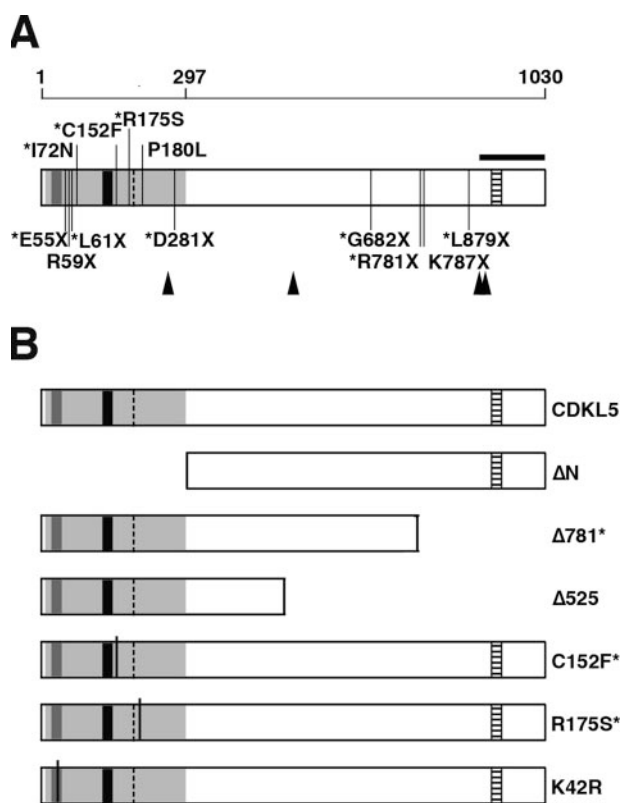 A
1 297 1030
*R175S
*C152F
*I72N P180L
*E55X *L61X *D281X *G682X *L879X
R59X *R781X K787X
B
CDKL5
ΔN
Δ781*
Δ525
C152F*
R175S*
K42R